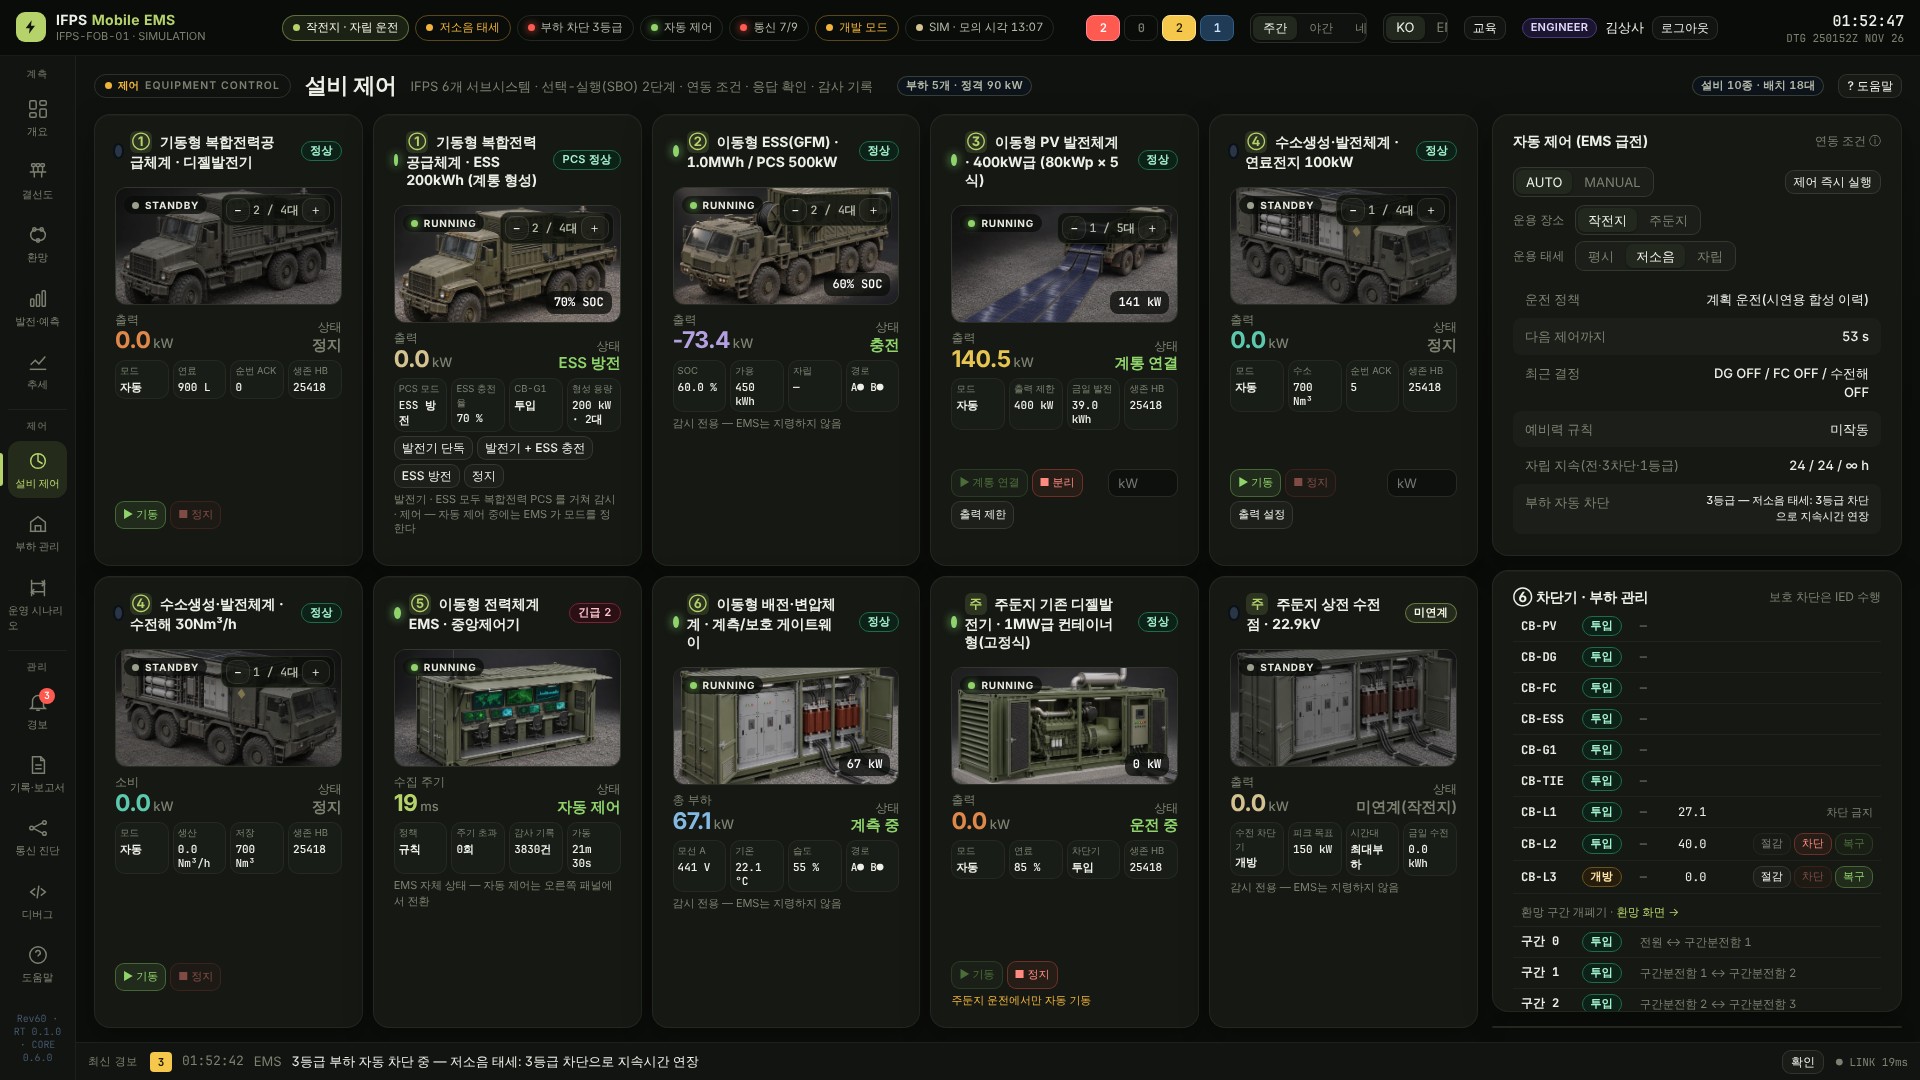 IFPS Mobile EMS
IFPS-FOB-01 · SIMULATION
작전지 · 자립 운전
저소음 태세
부하 차단 3등급
자동 제어
통신 7/9
개발 모드
SIM · 모의 시각 13:07
2 0 2 1
주간 야간
KO
교육
ENGINEER 김상사 로그아웃
01:52:47
DTG 250152Z NOV 26
계측
개요
결선도
환망
발전·예측
추세
제어
설비 제어
부하 관리
운영 시나리오
관리
3
경보
기록·보고서
통신 진단
디버그
도움말
Rev60 ·
RT 0.1.0
· CORE
0.6.0
제어 EQUIPMENT CONTROL
설비 제어
IFPS 6개 서브시스템 · 선택-실행(SBO) 2단계 · 연동 조건 · 응답 확인 · 감사 기록
부하 5개 · 정격 90 kW
설비 10종 · 배치 18대
? 도움말
① 기동형 복합전력공급체계 · 디젤발전기
정상
STANDBY
− 2 / 4대 +
출력
0.0 kW
상태
정지
모드 자동
연료 900 L
순번 ACK 0
생존 HB 25418
▶ 기동 ■ 정지
① 기동형 복합전력공급체계 · ESS 200kWh (계통 형성)
PCS 정상
RUNNING
− 2 / 4대 +
70% SOC
출력
0.0 kW
상태
ESS 방전
PCS 모드 ESS 방전
ESS 충전율 70 %
CB-G1 투입
형성 용량 200 kW · 2대
발전기 단독 발전기 + ESS 충전
ESS 방전 정지
발전기 · ESS 모두 복합전력 PCS 를 거쳐 감시 · 제어 — 자동 제어 중에는 EMS 가 모드를 정한다
② 이동형 ESS(GFM) · 1.0MWh / PCS 500kW
정상
RUNNING
− 2 / 4대 +
60% SOC
출력
-73.4 kW
상태
충전
SOC 60.0 %
가용 450 kWh
자립 —
경로 A● B●
감시 전용 — EMS는 지령하지 않음
③ 이동형 PV 발전체계 · 400kW급 (80kWp × 5식)
정상
RUNNING
− 1 / 5대 +
141 kW
출력
140.5 kW
상태
계통 연결
모드 자동
출력 제한 400 kW
금일 발전 39.0 kWh
생존 HB 25418
▶ 계통 연결 ■ 분리 kW
출력 제한
④ 수소생성·발전체계 · 연료전지 100kW
정상
STANDBY
− 1 / 4대 +
출력
0.0 kW
상태
정지
모드 자동
수소 700 Nm³
순번 ACK 5
생존 HB 25418
▶ 기동 ■ 정지 kW
출력 설정
④ 수소생성·발전체계 · 수전해 30Nm³/h
정상
STANDBY
− 1 / 4대 +
소비
0.0 kW
상태
정지
모드 자동
생산 0.0 Nm³/h
저장 700 Nm³
생존 HB 25418
▶ 기동 ■ 정지
⑤ 이동형 전력체계 EMS · 중앙제어기
긴급 2
RUNNING
수집 주기
19 ms
상태
자동 제어
정책 규칙
주기 초과 0회
감사 기록 3830건
가동 21m 30s
EMS 자체 상태 — 자동 제어는 오른쪽 패널에서 전환
⑥ 이동형 배전·변압체계 · 계측/보호 게이트웨이
정상
RUNNING
67 kW
총 부하
67.1 kW
상태
계측 중
모선 A 441 V
기온 22.1 °C
습도 55 %
경로 A● B●
감시 전용 — EMS는 지령하지 않음
주 주둔지 기존 디젤발전기 · 1MW급 컨테이너형(고정식)
정상
RUNNING
0 kW
출력
0.0 kW
상태
운전 중
모드 자동
연료 85 %
차단기 투입
생존 HB 25418
▶ 기동 ■ 정지
주둔지 운전에서만 자동 기동
주 주둔지 상전 수전점 · 22.9kV
미연계
STANDBY
출력
0.0 kW
상태
미연계(작전지)
수전 차단기 개방
피크 목표 150 kW
시간대 최대부하
금일 수전 0.0 kWh
감시 전용 — EMS는 지령하지 않음
자동 제어 (EMS 급전)
연동 조건 ⓘ
AUTO MANUAL
제어 즉시 실행
운용 장소 작전지 주둔지
운용 태세 평시 저소음 자립
운전 정책 계획 운전(시연용 합성 이력)
다음 제어까지 53 s
최근 결정 DG OFF / FC OFF / 수전해 OFF
예비력 규칙 미작동
자립 지속(전·3차단·1등급) 24 / 24 / ∞ h
부하 자동 차단 3등급 — 저소음 태세: 3등급 차단으로 지속시간 연장
⑥ 차단기 · 부하 관리
보호 차단은 IED 수행
CB-PV 투입 —
CB-DG 투입 —
CB-FC 투입 —
CB-ESS 투입 —
CB-G1 투입 —
CB-TIE 투입 —
CB-L1 투입 — 27.1 차단 금지
CB-L2 투입 — 40.0 절감 차단 복구
CB-L3 개방 — 0.0 절감 차단 복구
환망 구간 개폐기 · 환망 화면 →
구간 0 투입 전원 ↔ 구간분전함 1
구간 1 투입 구간분전함 1 ↔ 구간분전함 2
구간 2 투입 구간분전함 2 ↔ 구간분전함 3
최신 경보 3 01:52:42 EMS 3등급 부하 자동 차단 중 — 저소음 태세: 3등급 차단으로 지속시간 연장
확인
LINK 19ms